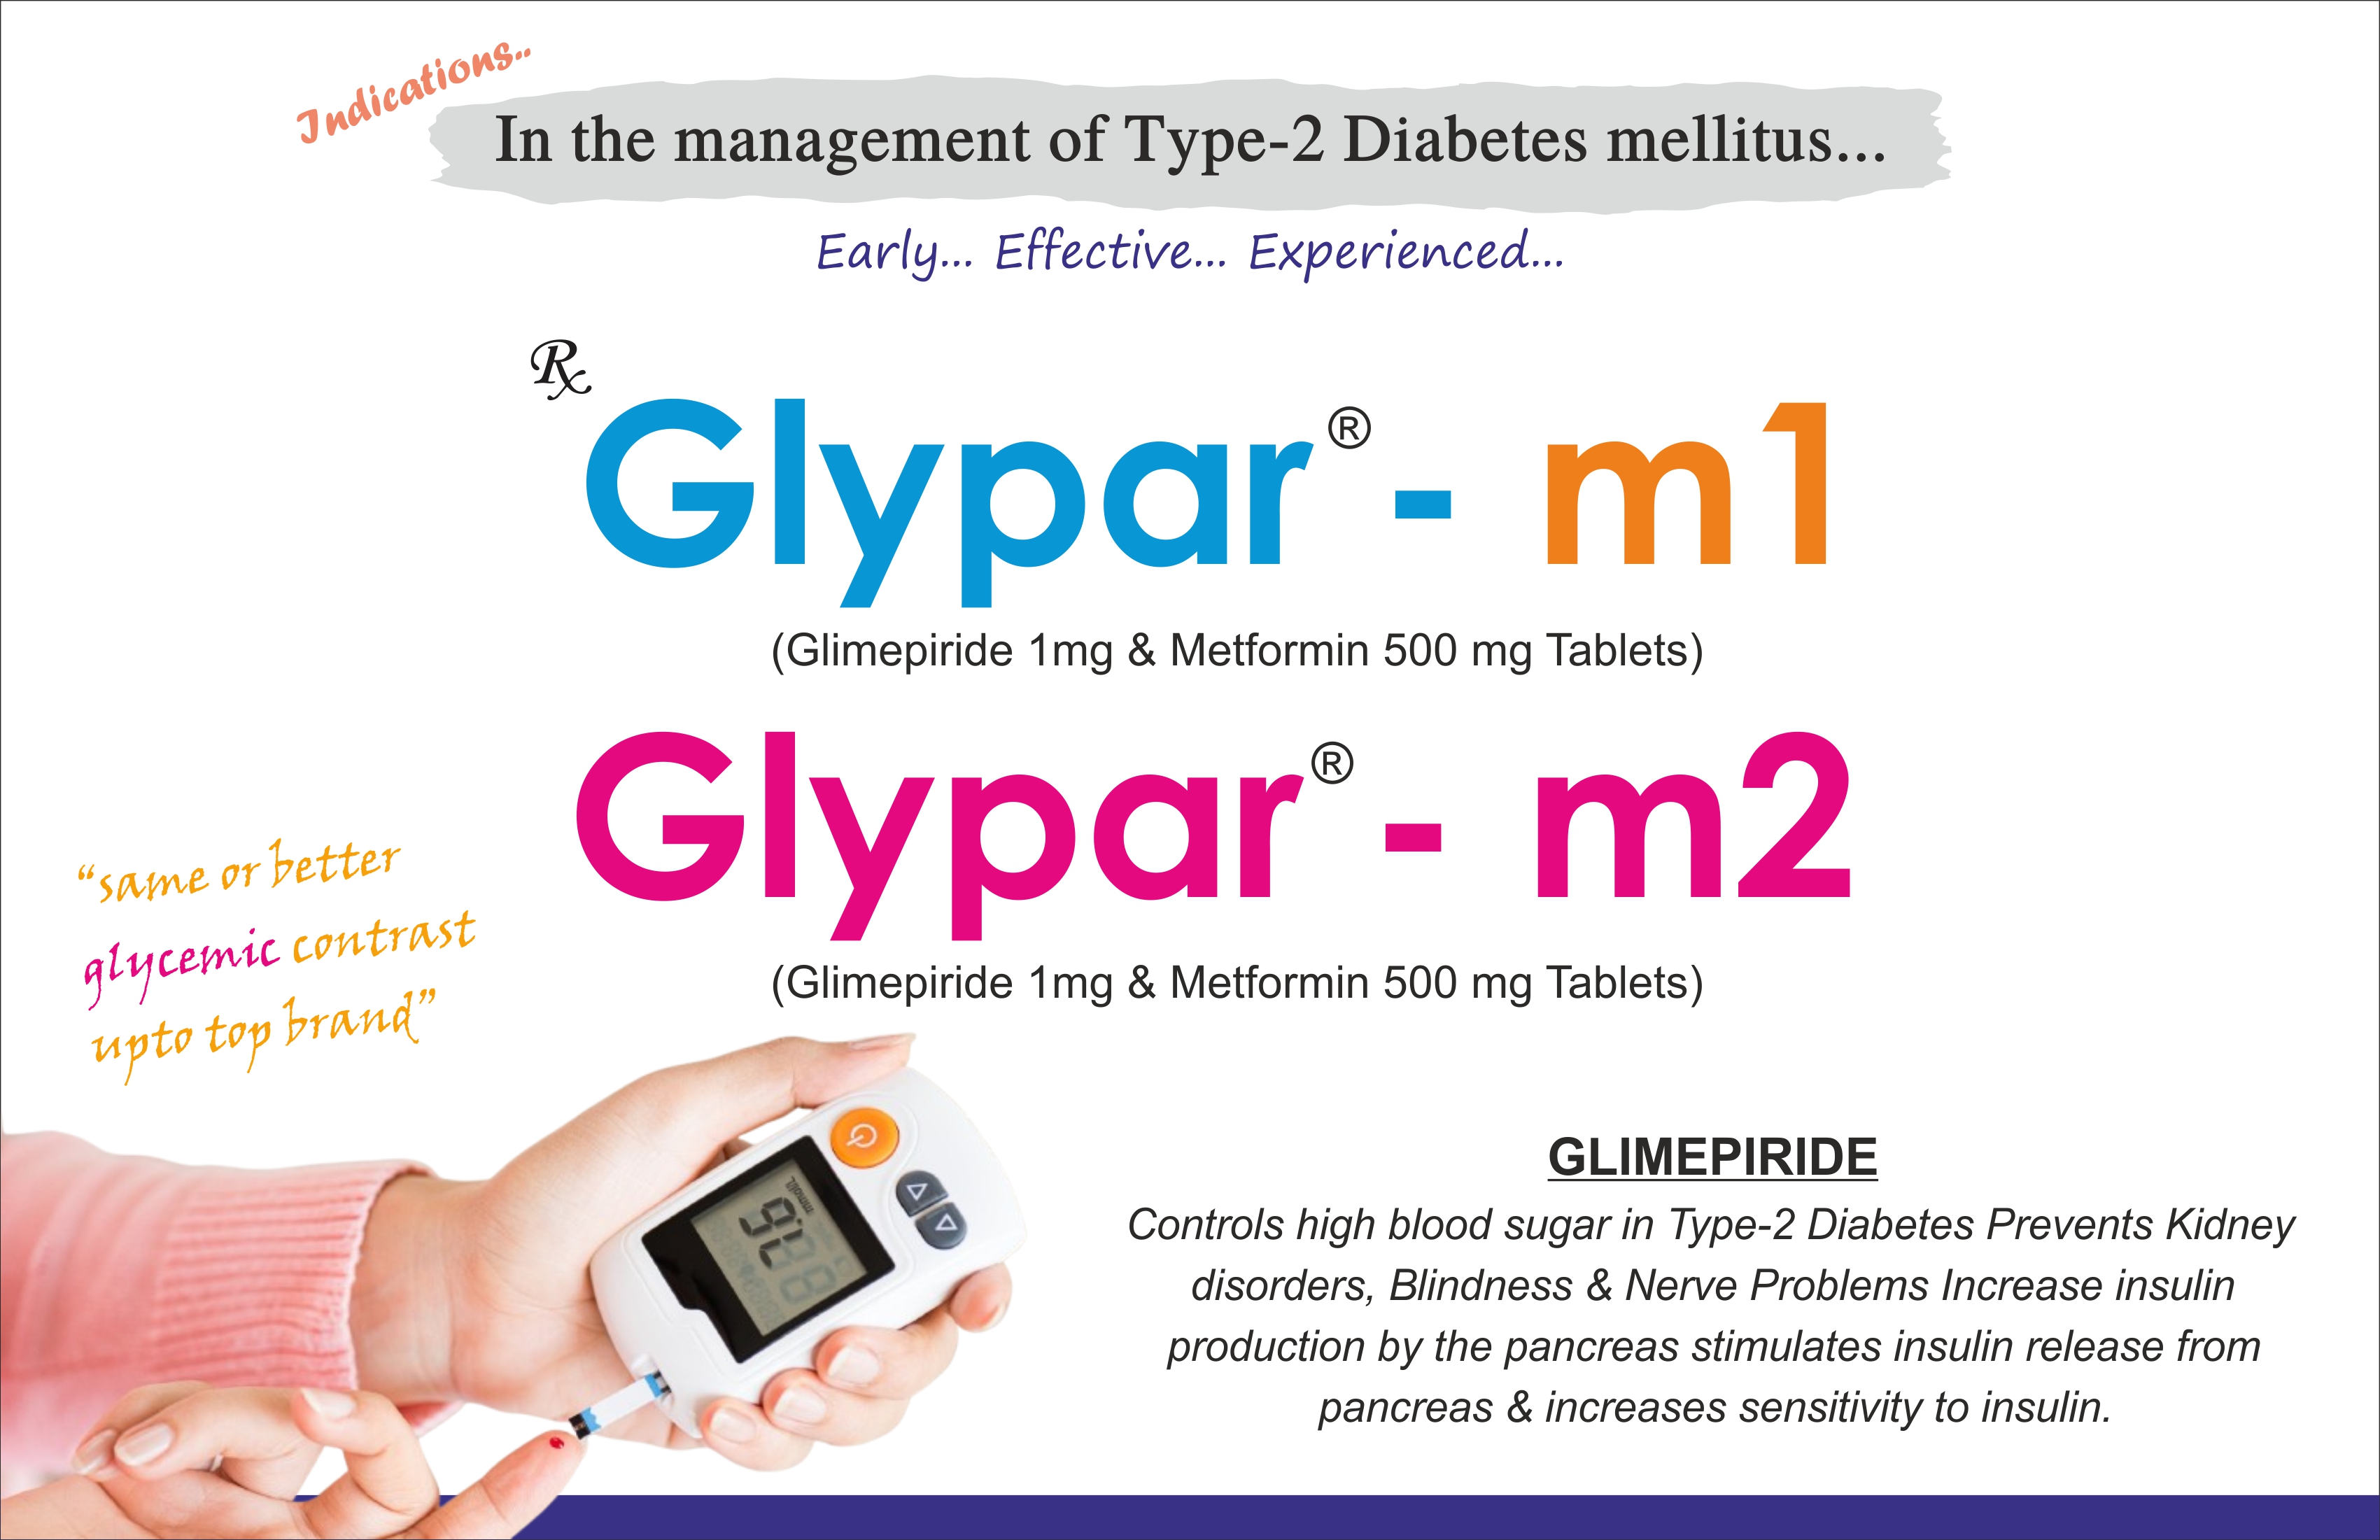 Indications..
In the management of Type-2 Diabetes mellitus...
Early... Effective... Experienced...
Rx
Glypar® - m1
(Glimepiride 1mg & Metformin 500 mg Tablets)
Glypar® - m2
(Glimepiride 1mg & Metformin 500 mg Tablets)
“same or better
glycemic contrast
upto top brand”
9.2
mmol/L
GLIMEPIRIDE
Controls high blood sugar in Type-2 Diabetes Prevents Kidney
disorders, Blindness & Nerve Problems Increase insulin
production by the pancreas stimulates insulin release from
pancreas & increases sensitivity to insulin.